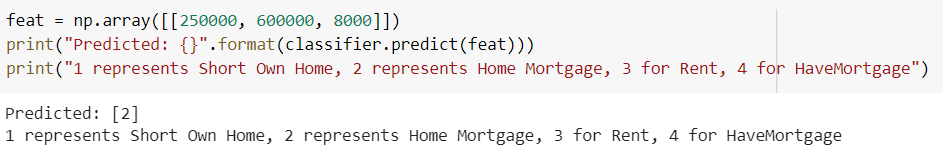 feat = np.array([[250000, 600000, 8000]])
print("Predicted: {}".format(classifier.predict(feat)))
print("1 represents Short Own Home, 2 represents Home Mortgage, 3 for Rent, 4 for HaveMortgage")
Predicted: [2]
1 represents Short Own Home, 2 represents Home Mortgage, 3 for Rent, 4 for HaveMortgage